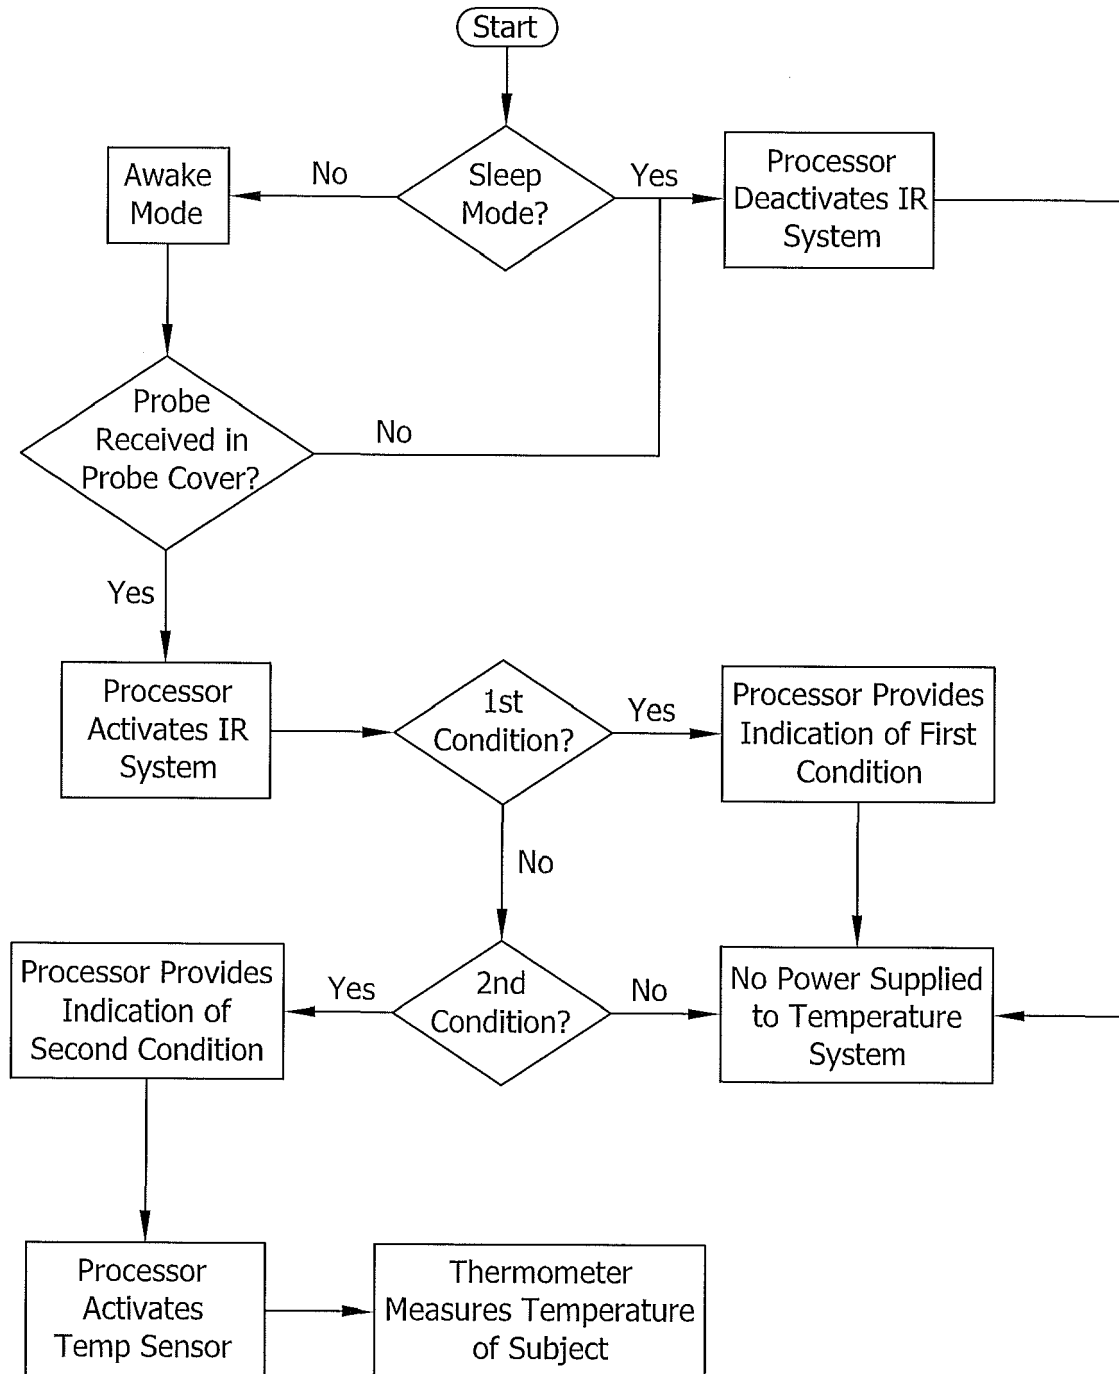 Start
Sleep
Mode?
No
Yes
Awake
Mode
Processor
Deactivates IR
System
Probe
Received in
Probe Cover?
No
Yes
Processor
Activates IR
System
1st
Condition?
Yes
Processor Provides
Indication of First
Condition
No
2nd
Condition?
Yes
No
Processor Provides
Indication of
Second Condition
No Power Supplied
to Temperature
System
Processor
Activates
Temp Sensor
Thermometer
Measures Temperature
of Subject